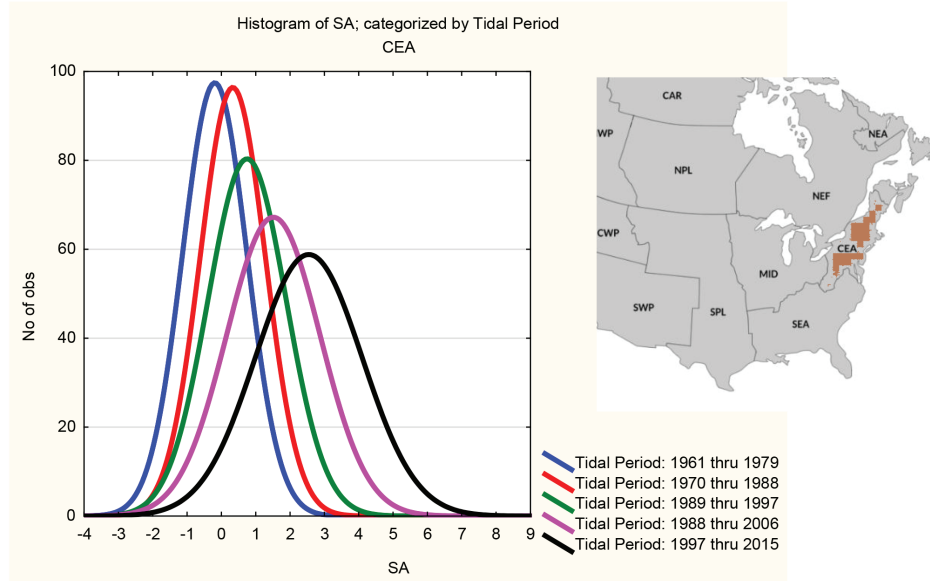 Histogram of SA; categorized by Tidal Period
CEA
100
80
60
40
20
0
No of obs
-4 -3 -2 -1 0 1 2 3 4 5 6 7 8 9
SA
Tidal Period: 1961 thru 1979
Tidal Period: 1970 thru 1988
Tidal Period: 1989 thru 1997
Tidal Period: 1988 thru 2006
Tidal Period: 1997 thru 2015
CAR
WP
NEA
NPL
NEF
CWP
CEA
MID
SWP
SPL
SEA